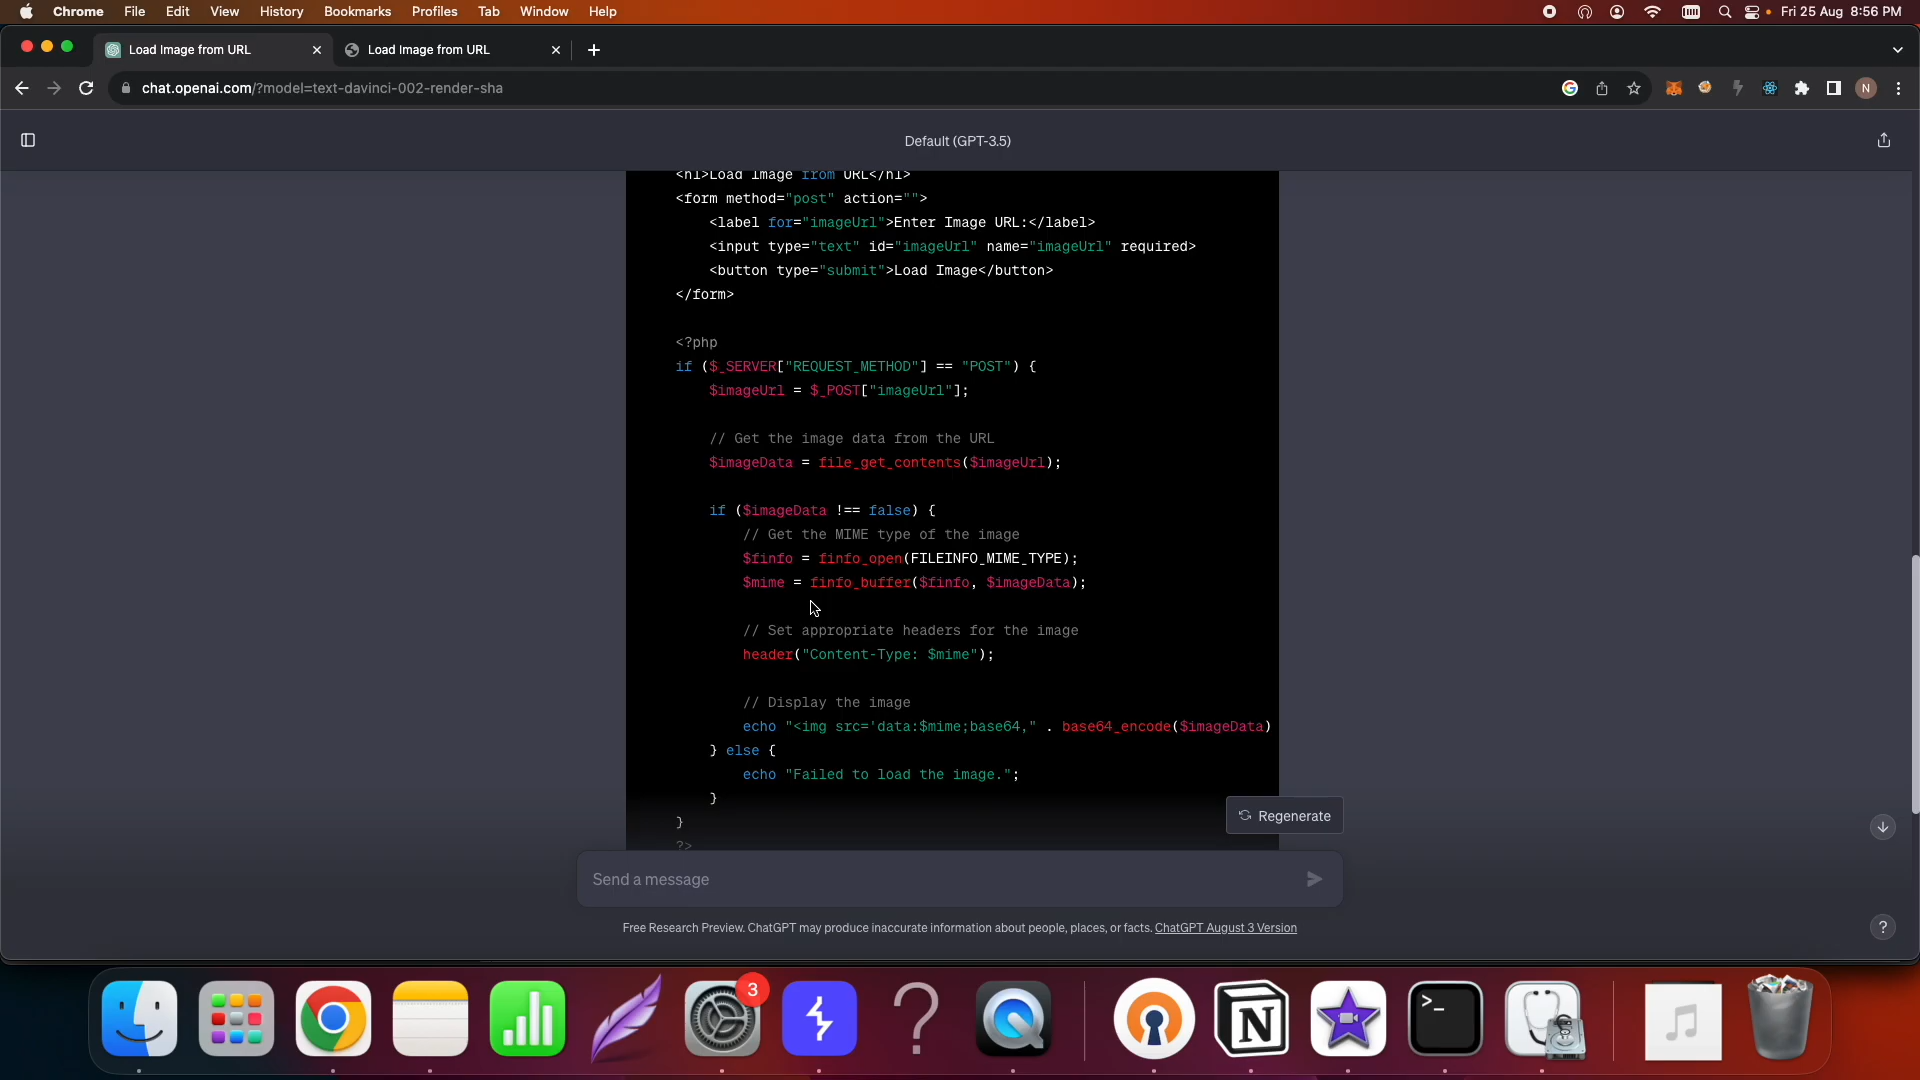 Chrome File Edit View History Bookmarks Profiles Tab Window Help Fri 25 Aug 8:56 PM
Load Image from URL
Load Image from URL
chat.openai.com/?model=text-davinci-002-render-sha
N
Default (GPT-3.5)
<h1>Load Image from URL</h1>
<form method="post" action="">
<label for="imageUrl">Enter Image URL:</label>
<input type="text" id="imageUrl" name="imageUrl" required>
<button type="submit">Load Image</button>
</form>
<?php
if ($_SERVER["REQUEST_METHOD"] == "POST") {
$imageUrl = $_POST["imageUrl"];
// Get the image data from the URL
$imageData = file_get_contents($imageUrl);
if ($imageData !== false) {
// Get the MIME type of the image
$finfo = finfo_open(FILEINFO_MIME_TYPE);
$mime = finfo_buffer($finfo, $imageData);
// Set appropriate headers for the image
header("Content-Type: $mime");
// Display the image
echo "<img src='data:$mime;base64," . base64_encode($imageData)
} else {
echo "Failed to load the image.";
}
}
?>
Regenerate
Send a message
Free Research Preview. ChatGPT may produce inaccurate information about people, places, or facts. ChatGPT August 3 Version
?
3